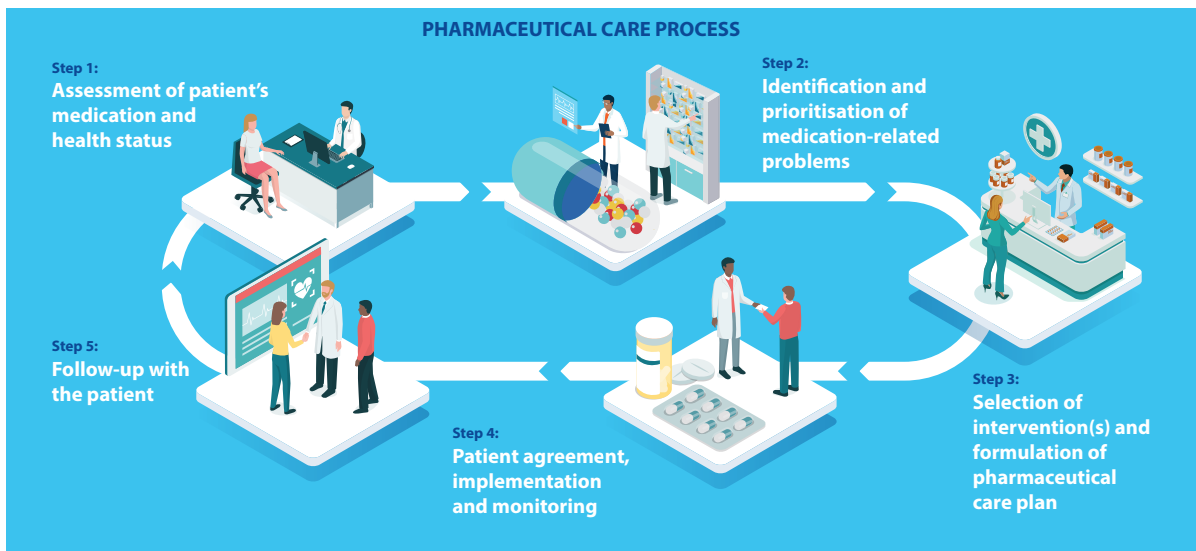 PHARMACEUTICAL CARE PROCESS
Step 1:
Assessment of patient’s
medication and
health status
Step 2:
Identification and
prioritisation of
medication-related
problems
Step 3:
Selection of
intervention(s) and
formulation of
pharmaceutical
care plan
Step 4:
Patient agreement,
implementation
and monitoring
Step 5:
Follow-up with
the patient